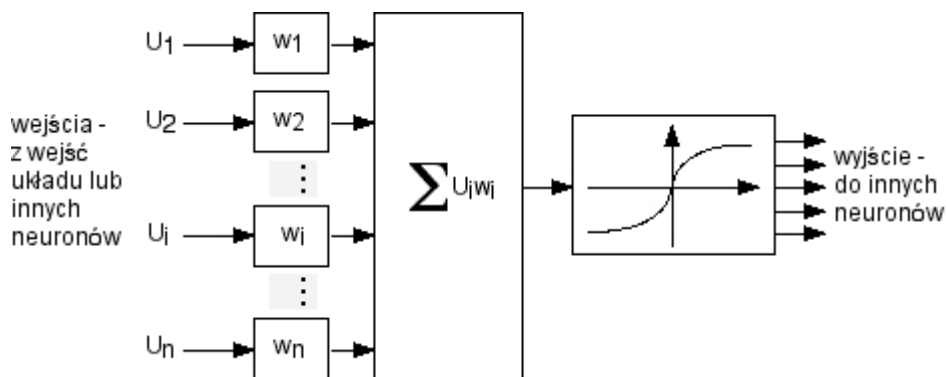 U1
w1
U2
w2
wejścia -
z wejść
układu lub
innych
neuronów
Ui
wi
Un
wn
∑ Uiwi
wyjście -
do innych
neuronów